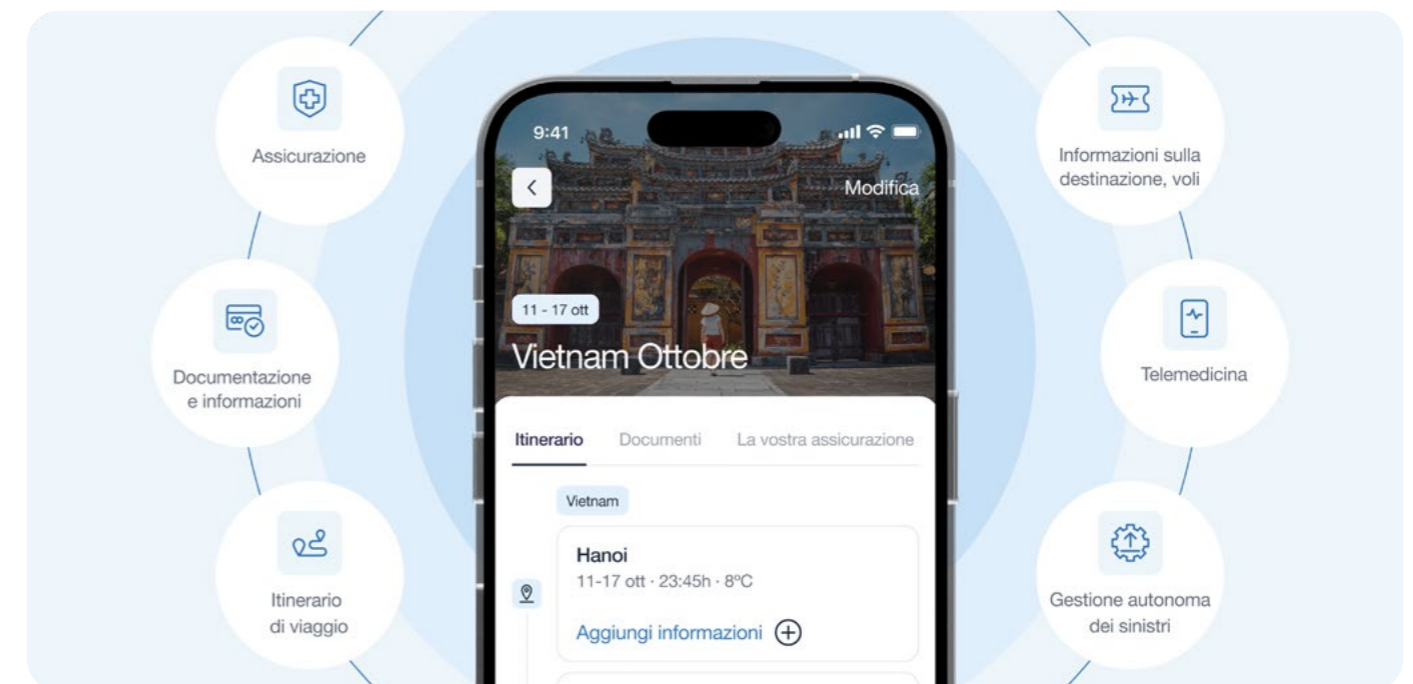 Assicurazione
Documentazione
e informazioni
Itinerario
di viaggio
9:41
Modifica
11 - 17 ott
Vietnam Ottobre
Itinerario Documenti La vostra assicurazione
Vietnam
Hanoi
11-17 ott · 23:45h · 8ºC
Aggiungi informazioni
Informazioni sulla
destinazione, voli
Telemedicina
Gestione autonoma
dei sinistri